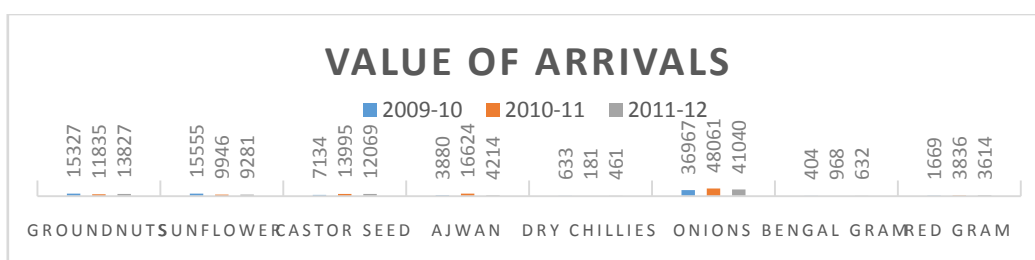 VALUE OF ARRIVALS
2009-10 2010-11 2011-12
15327 11835 13827 15555 9946 9281 7134 13995 12069 3880 16624 4214 633 181 461 36967 48061 41040 404 968 632 1669 3836 3614
GROUNDNUTS SUNFLOWER CASTOR SEED AJWAN DRY CHILLIES ONIONS BENGAL GRAM RED GRAM